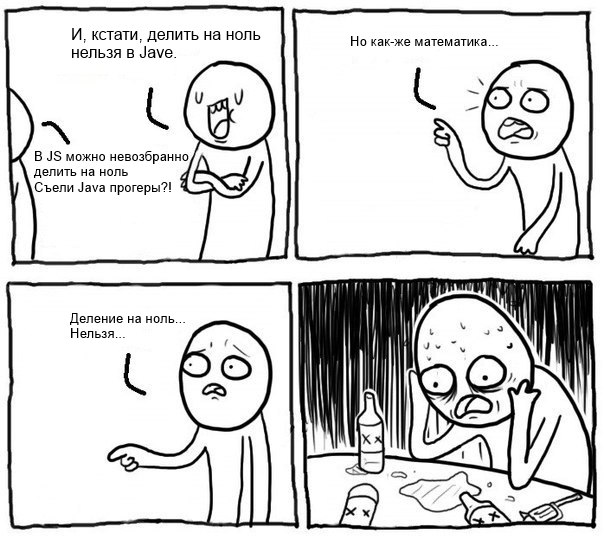 И, кстати, делить на ноль
нельзя в Jave.
В JS можно невозбранно
делить на ноль
Съели Java прогеры?!
Но как-же математика...
Деление на ноль...
Нельзя...